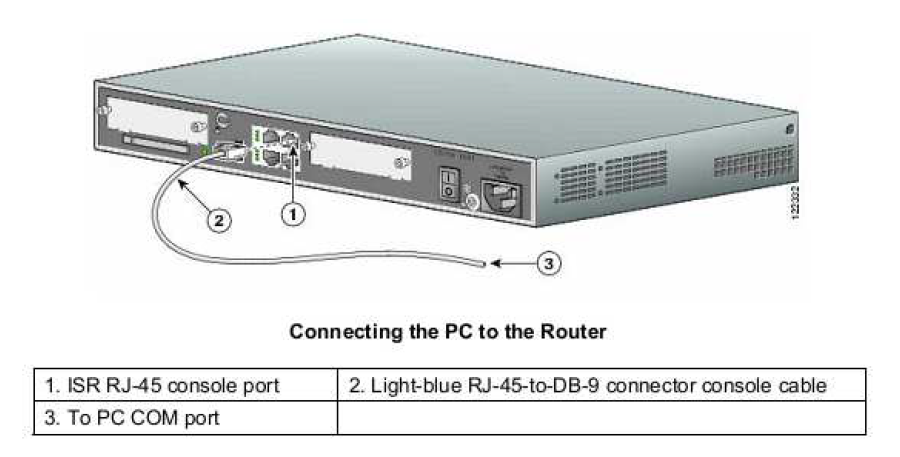 122332
2
1
3
Connecting the PC to the Router
1. ISR RJ-45 console port
2. Light-blue RJ-45-to-DB-9 connector console cable
3. To PC COM port